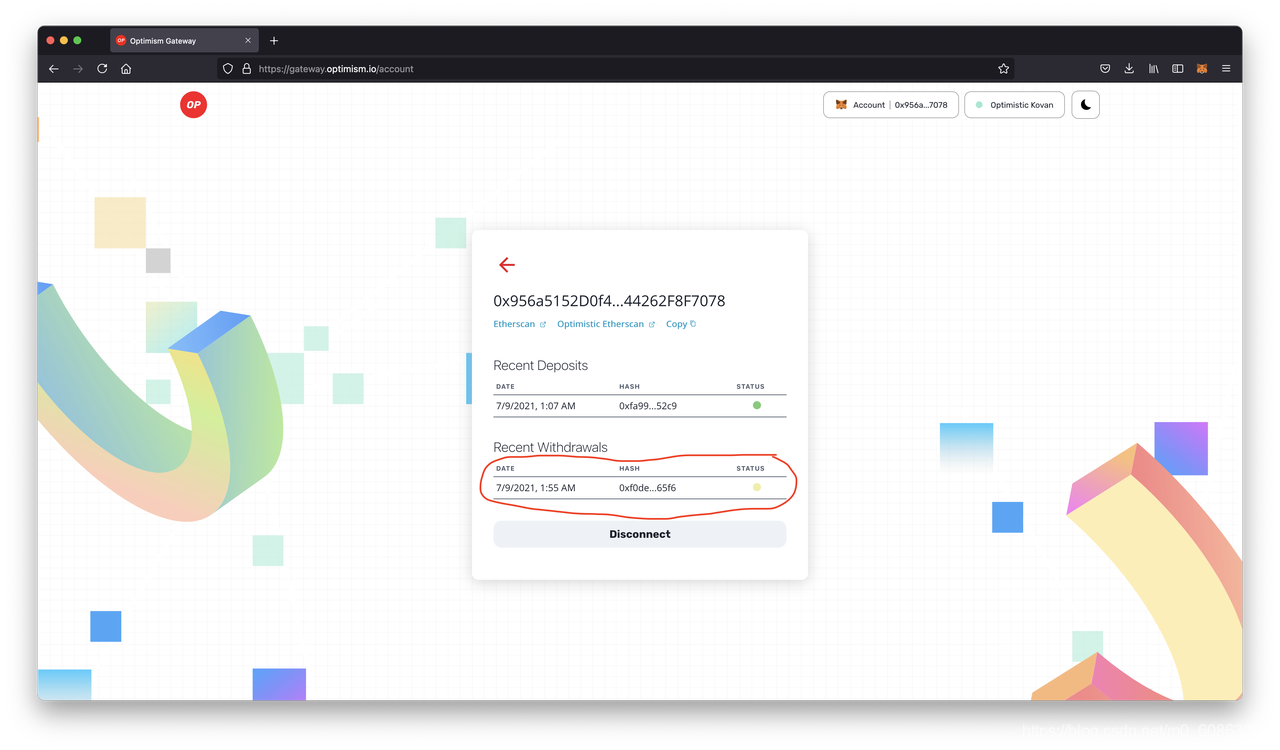 OP Optimism Gateway
https://gateway.optimism.io/account
OP
Account | 0x956a...7078
Optimistic Kovan
0x956a5152D0f4...44262F8F7078
Etherscan Optimistic Etherscan Copy
Recent Deposits
DATE HASH STATUS
7/9/2021, 1:07 AM 0xfa99...52c9
Recent Withdrawals
DATE HASH STATUS
7/9/2021, 1:55 AM 0xf0de...65f6
Disconnect